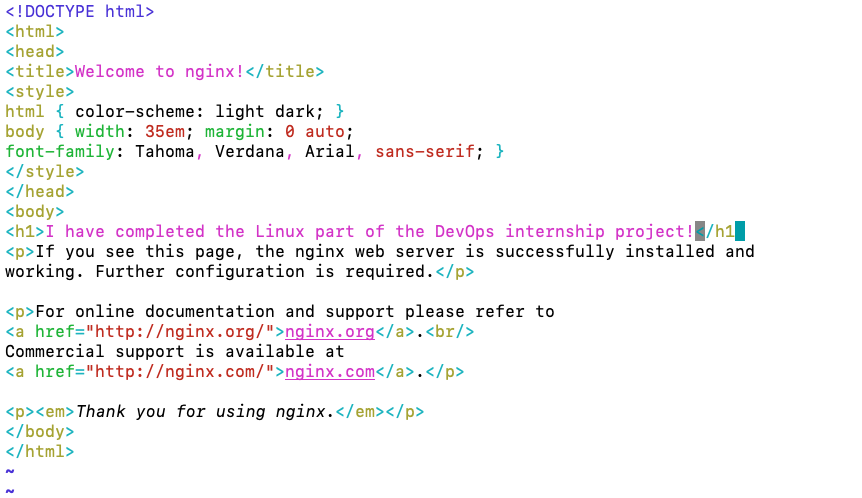 <!DOCTYPE html>
<html>
<head>
<title>Welcome to nginx!</title>
<style>
html { color-scheme: light dark; }
body { width: 35em; margin: 0 auto;
font-family: Tahoma, Verdana, Arial, sans-serif; }
</style>
</head>
<body>
<h1>I have completed the Linux part of the DevOps internship project!</h1>
<p>If you see this page, the nginx web server is successfully installed and
working. Further configuration is required.</p>

<p>For online documentation and support please refer to
<a href="http://nginx.org/">nginx.org</a>.<br/>
Commercial support is available at
<a href="http://nginx.com/">nginx.com</a>.</p>

<p><em>Thank you for using nginx.</em></p>
</body>
</html>
~
~